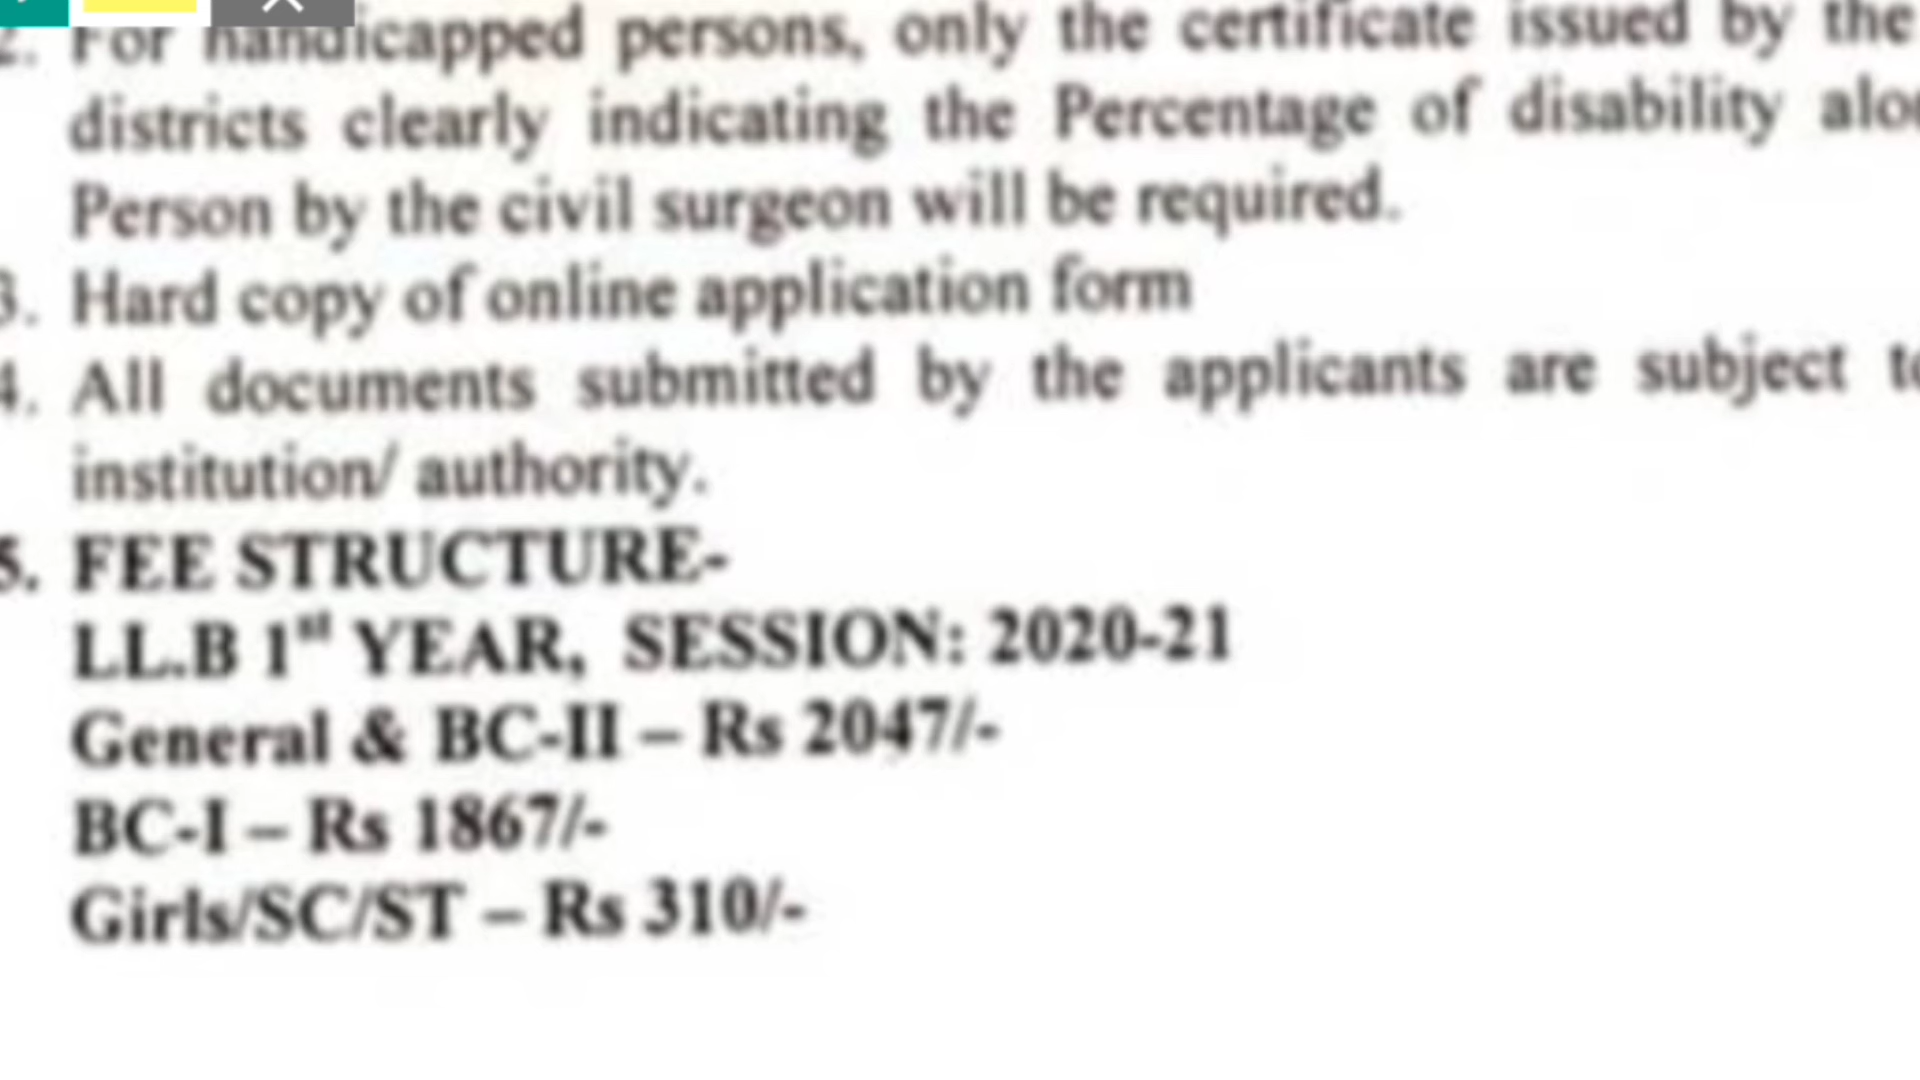 2. For handicapped persons, only the certificate issued by the
districts clearly indicating the Percentage of disability
Person by the civil surgeon will be required.
3. Hard copy of online application form
4. All documents submitted by the applicants are subject
institution/ authority.
5. FEE STRUCTURE-
LL.B 1st YEAR, SESSION: 2020-21
General & BC-II – Rs 2047/-
BC-I – Rs 1867/-
Girls/SC/ST – Rs 310/-